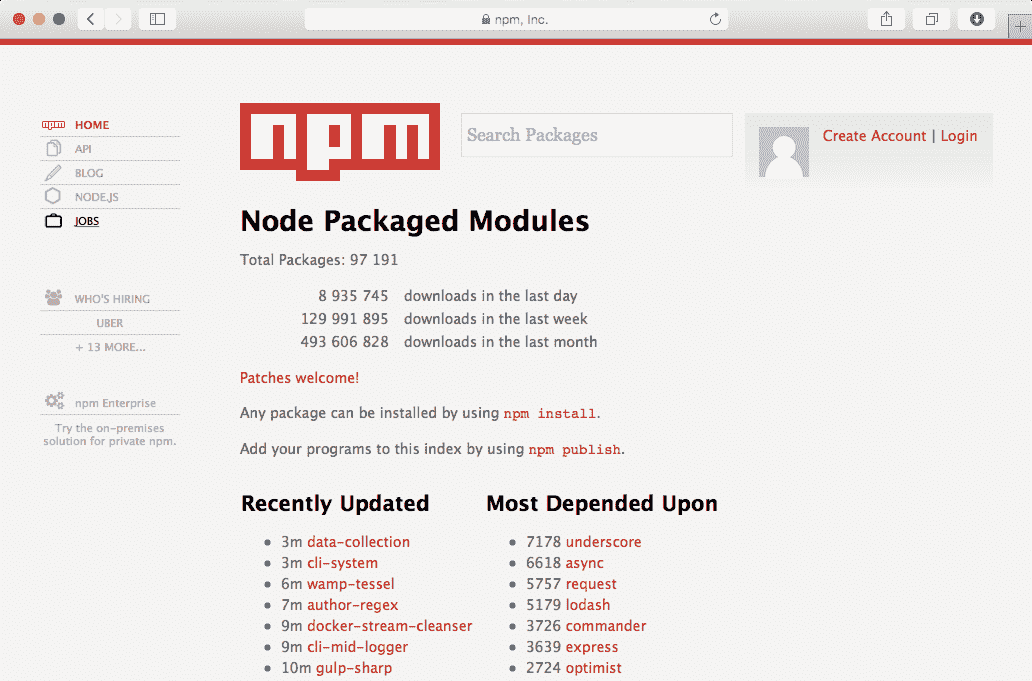 npm, Inc.
npm
HOME
API
BLOG
NODE.JS
JOBS
WHO'S HIRING
UBER
+ 13 MORE...
npm Enterprise
Try the on-premises
solution for private npm.
npm
Search Packages
Create Account | Login
Node Packaged Modules
Total Packages: 97 191
8 935 745 downloads in the last day
129 991 895 downloads in the last week
493 606 828 downloads in the last month
Patches welcome!
Any package can be installed by using npm install.
Add your programs to this index by using npm publish.
Recently Updated
3m data-collection
3m cli-system
6m wamp-tessel
7m author-regex
9m docker-stream-cleanser
9m cli-mid-logger
10m gulp-sharp
Most Depended Upon
7178 underscore
6618 async
5757 request
5179 lodash
3726 commander
3639 express
2724 optimist